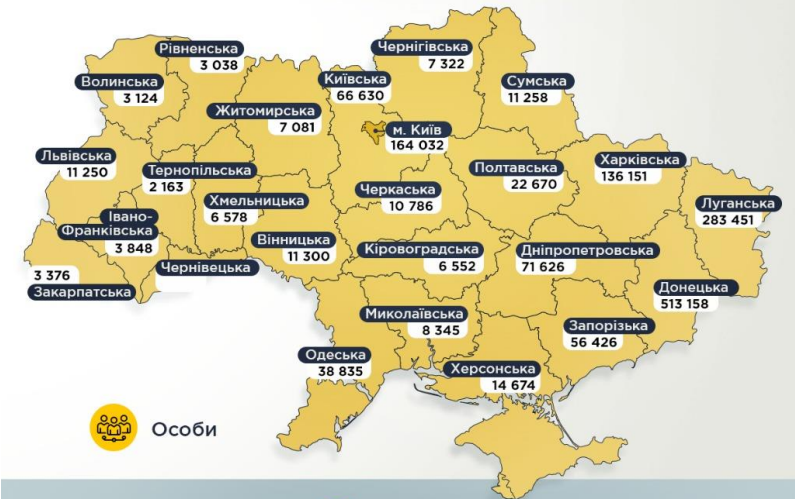 Рівненська
3 038
Волинська
3 124
Житомирська
7 081
Київська
66 630
Чернігівська
7 322
Сумська
11 258
м. Київ
164 032
Львівська
11 250
Тернопільська
2 163
Хмельницька
6 578
Івано-
Франківська
3 848
Вінницька
11 300
Чернівецька
3 376
Закарпатська
Черкаська
10 786
Полтавська
22 670
Харківська
136 151
Луганська
283 451
Кіровоградська
6 552
Дніпропетровська
71 626
Донецька
513 158
Миколаївська
8 345
Запорізька
56 426
Одеська
38 835
Херсонська
14 674
Особи